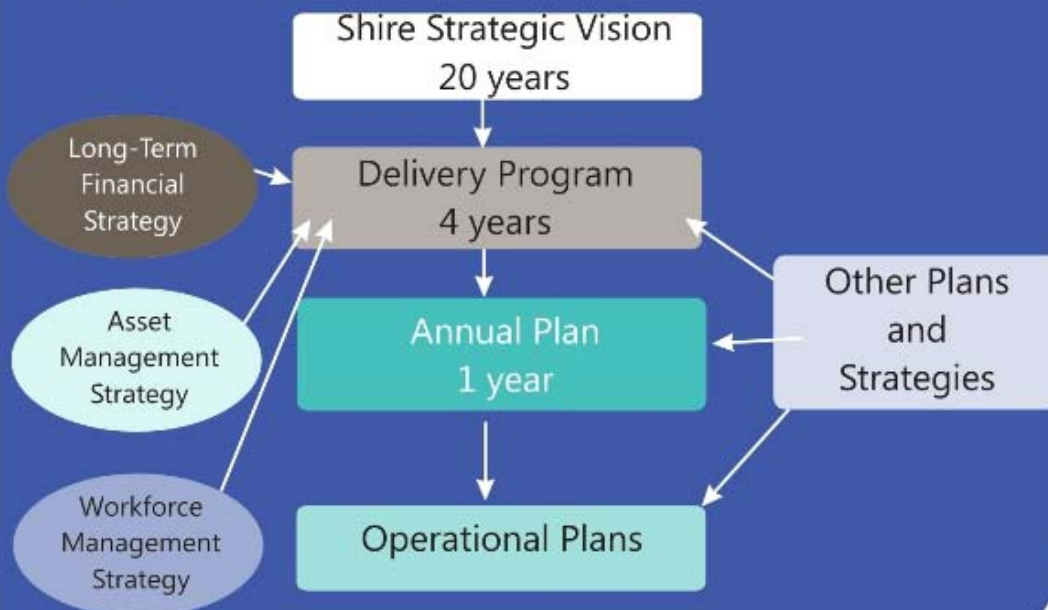 Shire Strategic Vision
20 years
Long-Term
Financial
Strategy
Delivery Program
4 years
Other Plans
and
Strategies
Asset
Management
Strategy
Annual Plan
1 year
Workforce
Management
Strategy
Operational Plans